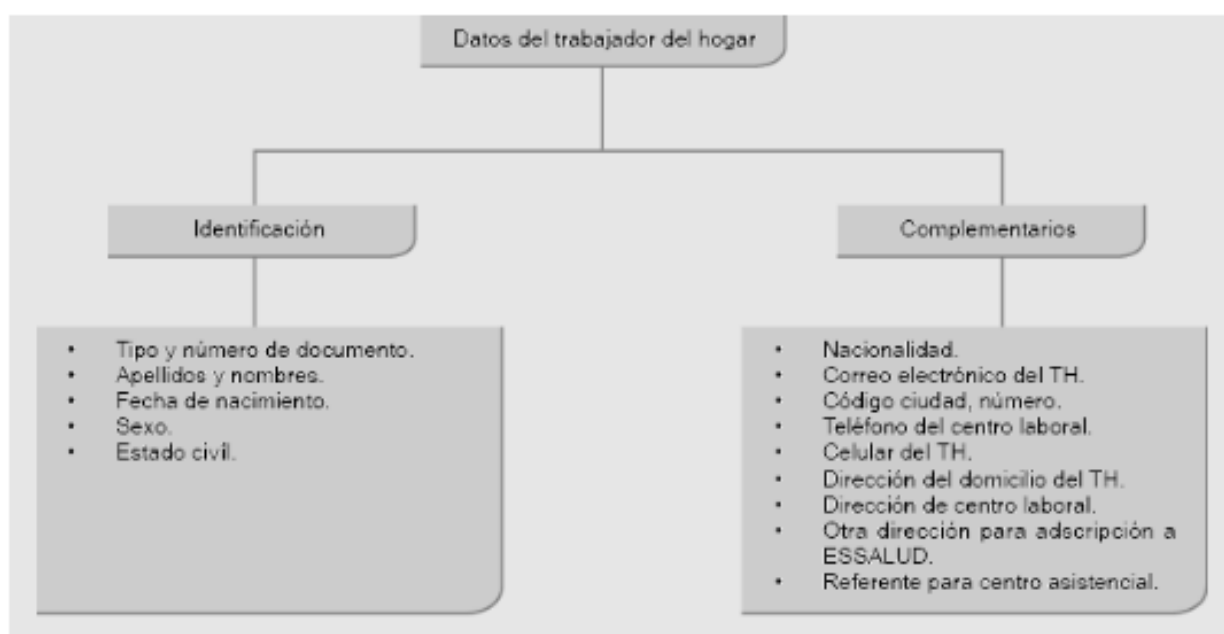 Datos del trabajador del hogar
Identificación
• Tipo y número de documento.
• Apellidos y nombres.
• Fecha de nacimiento.
• Sexo.
• Estado civil.
Complementarios
• Nacionalidad.
• Correo electrónico del TH.
• Código ciudad, número.
• Teléfono del centro laboral.
• Celular del TH.
• Dirección del domicilio del TH.
• Dirección de centro laboral.
• Otra dirección para adscripción a
ESSALUD.
• Referente para centro asistencial.